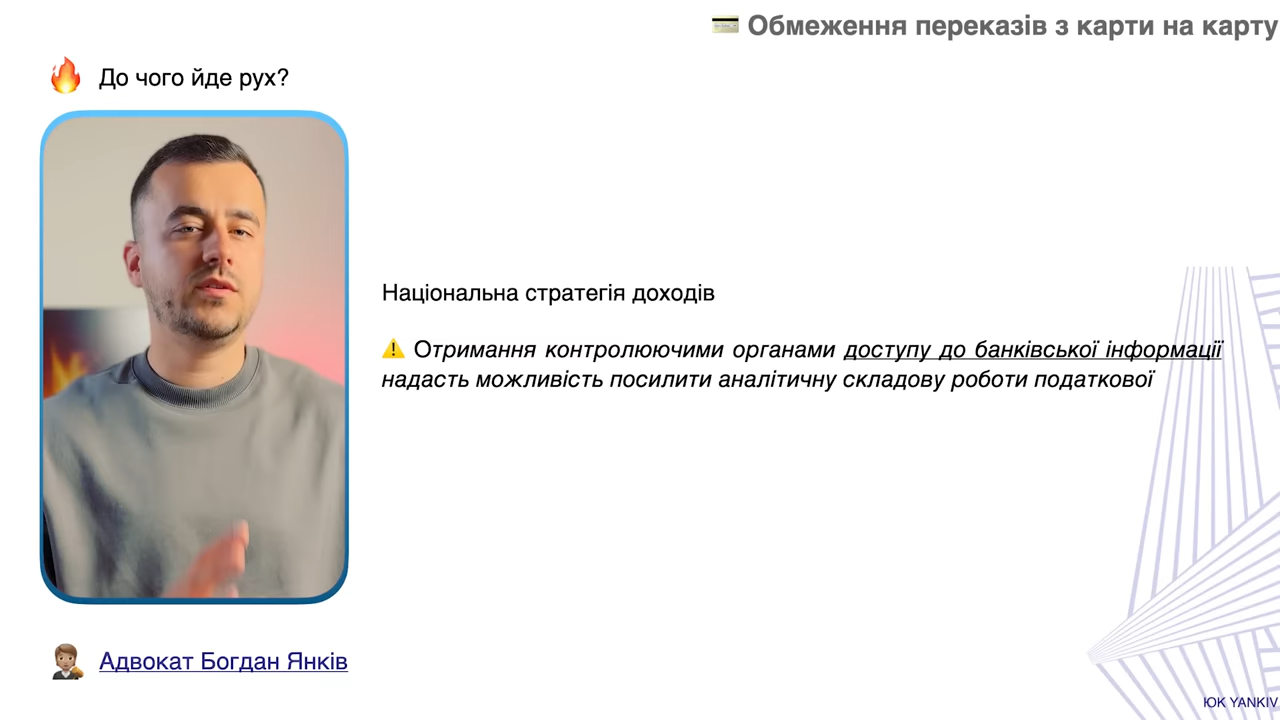 💳 Обмеження переказів з карти на карту
🔥 До чого йде рух?
Національна стратегія доходів
⚠️ Отримання контролюючими органами доступу до банківської інформації
надасть можливість посилити аналітичну складову роботи податкової
Адвокат Богдан Янків
ЮК YANKIV